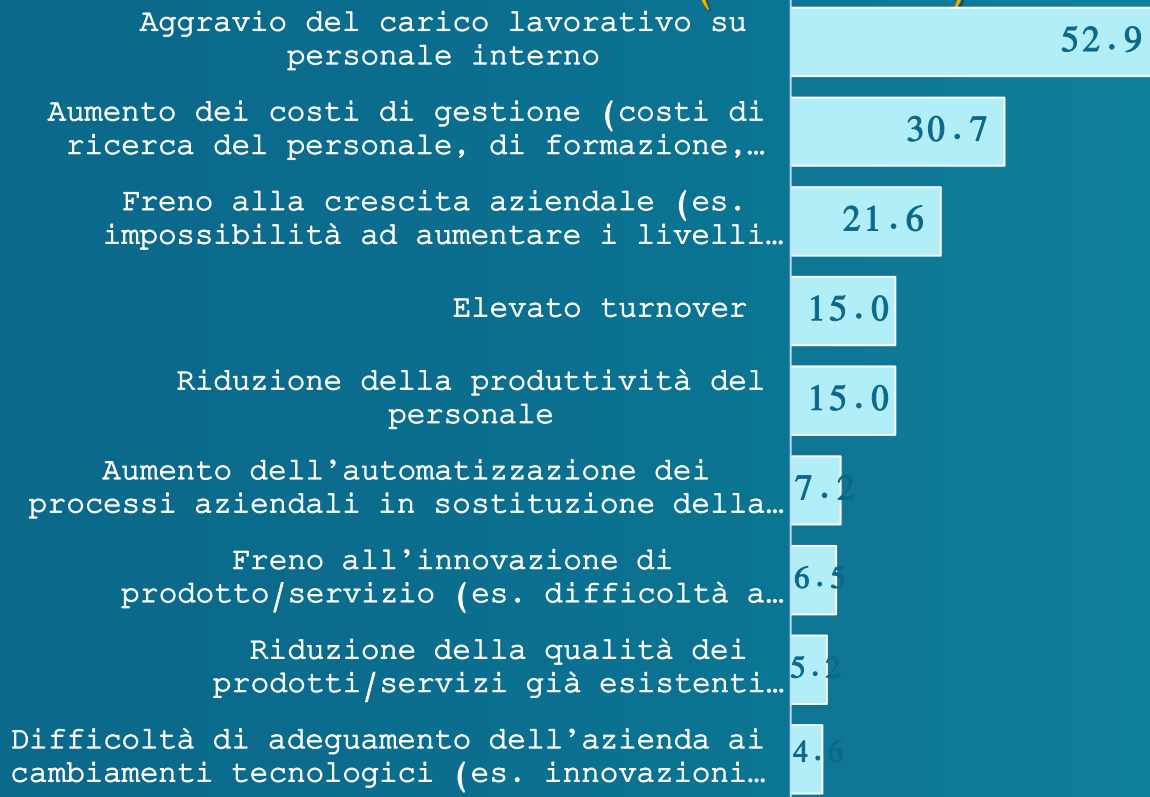 Aggravio del carico lavorativo su
personale interno
52.9
Aumento dei costi di gestione (costi di
ricerca del personale, di formazione,…
30.7
Freno alla crescita aziendale (es.
impossibilità ad aumentare i livelli…
21.6
Elevato turnover
15.0
Riduzione della produttività del
personale
15.0
Aumento dell’automatizzazione dei
processi aziendali in sostituzione della…
7.2
Freno all’innovazione di
prodotto/servizio (es. difficoltà a…
6.5
Riduzione della qualità dei
prodotti/servizi già esistenti…
5.2
Difficoltà di adeguamento dell’azienda ai
cambiamenti tecnologici (es. innovazioni…
4.6